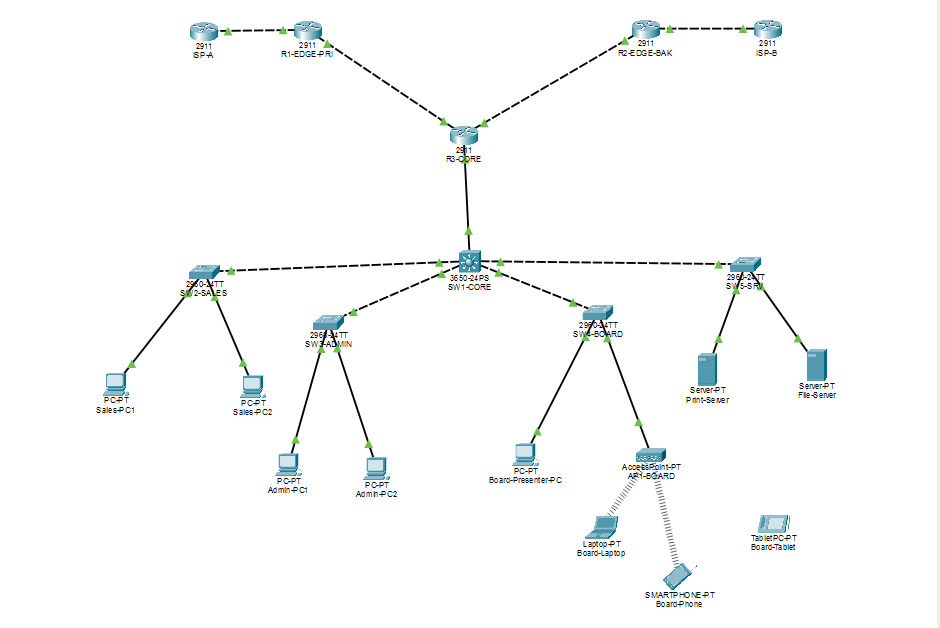 2911
ISP-A
2911
R1-EDGE-PRI
2911
R2-EDGE-BAK
2911
ISP-B
2911
R3-CORE
3650-24PS
SW1-CORE
2960-24TT
SW2-SALES
2960-24TT
SW3-ADMIN
2960-24TT
SW4-BOARD
2960-24TT
SW5-SRV
PC-PT
Sales-PC1
PC-PT
Sales-PC2
PC-PT
Admin-PC1
PC-PT
Admin-PC2
PC-PT
Board-Presenter-PC
AccessPoint-PT
AP1-BOARD
Server-PT
Print-Server
Server-PT
File-Server
Laptop-PT
Board-Laptop
SMARTPHONE-PT
Board-Phone
TabletPC-PT
Board-Tablet